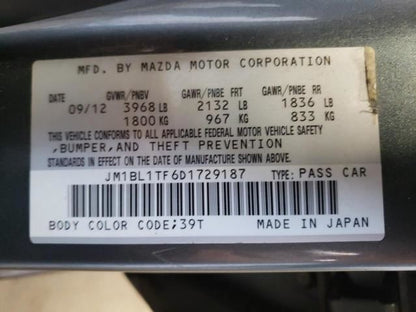 MFD. BY MAZDA MOTOR CORPORATION
DATE GVWR/PNBV GAWR/PNBE FRT GAWR/PNBE RR
09/12 3968 LB 2132 LB 1836 LB
1800 KG 967 KG 833 KG
THIS VEHICLE CONFORMS TO ALL APPLICABLE FEDERAL MOTOR VEHICLE SAFETY
,BUMPER,AND THEFT PREVENTION
STANDARDS IN EFFECT ON THE DATE OF MANUFACTURE SHOWN ABOVE.
JM1BL1TF6D1729187 TYPE: PASS CAR
BODY COLOR CODE;39T MADE IN JAPAN